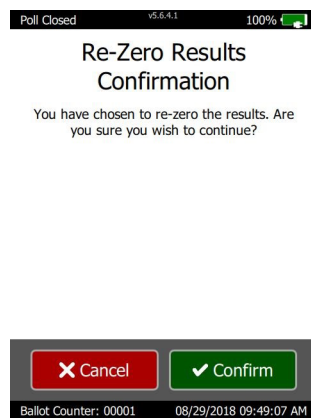 Poll Closed v5.6.4.1 100%
Re-Zero Results
Confirmation
You have chosen to re-zero the results. Are
you sure you wish to continue?
Cancel Confirm
Ballot Counter: 00001 08/29/2018 09:49:07 AM